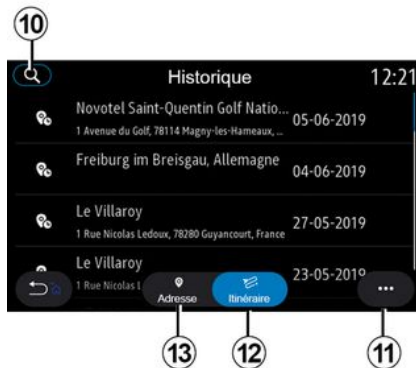 10
Historique 12:21
Novotel Saint-Quentin Golf Natio... 05-06-2019
1 Avenue du Golf, 78114 Magny-les-Hameaux, ...
Freiburg im Breisgau, Allemagne 04-06-2019
Le Villaroy 27-05-2019
1 Rue Nicolas Ledoux, 78280 Guyancourt, France
Le Villaroy 23-05-2019
1 Rue Nicolas L
Adresse Itinéraire ...
13 12 11